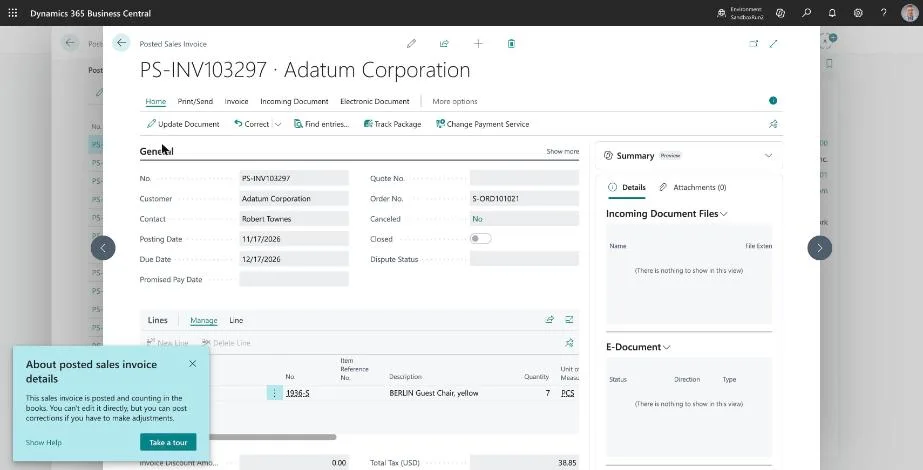 Dynamics 365 Business Central
Environment
SandboxRun2
Posted Sales Invoice
PS-INV103297 · Adatum Corporation
Home Print/Send Invoice Incoming Document Electronic Document More options
Update Document Correct Find entries... Track Package Change Payment Service
General
Show more
No. PS-INV103297
Customer Adatum Corporation
Contact Robert Townes
Posting Date 11/17/2026
Due Date 12/17/2026
Promised Pay Date
Quote No.
Order No. S-ORD101021
Canceled No
Closed
Dispute Status
Lines Manage Line
New Line Delete Line
No. Item Reference No. Description Quantity Unit of Measu
1936-S BERLIN Guest Chair, yellow 7 PCS
Invoice Discount Amo... 0.00 Total Tax (USD) 38.85
Summary Preview
Details Attachments (0)
Incoming Document Files
Name File Exten
(There is nothing to show in this view)
E-Document
Status Direction Type
(There is nothing to show in this view)
About posted sales invoice
details
This sales invoice is posted and counting in the
books. You can't edit it directly, but you can post
corrections if you have to make adjustments.
Show Help Take a tour